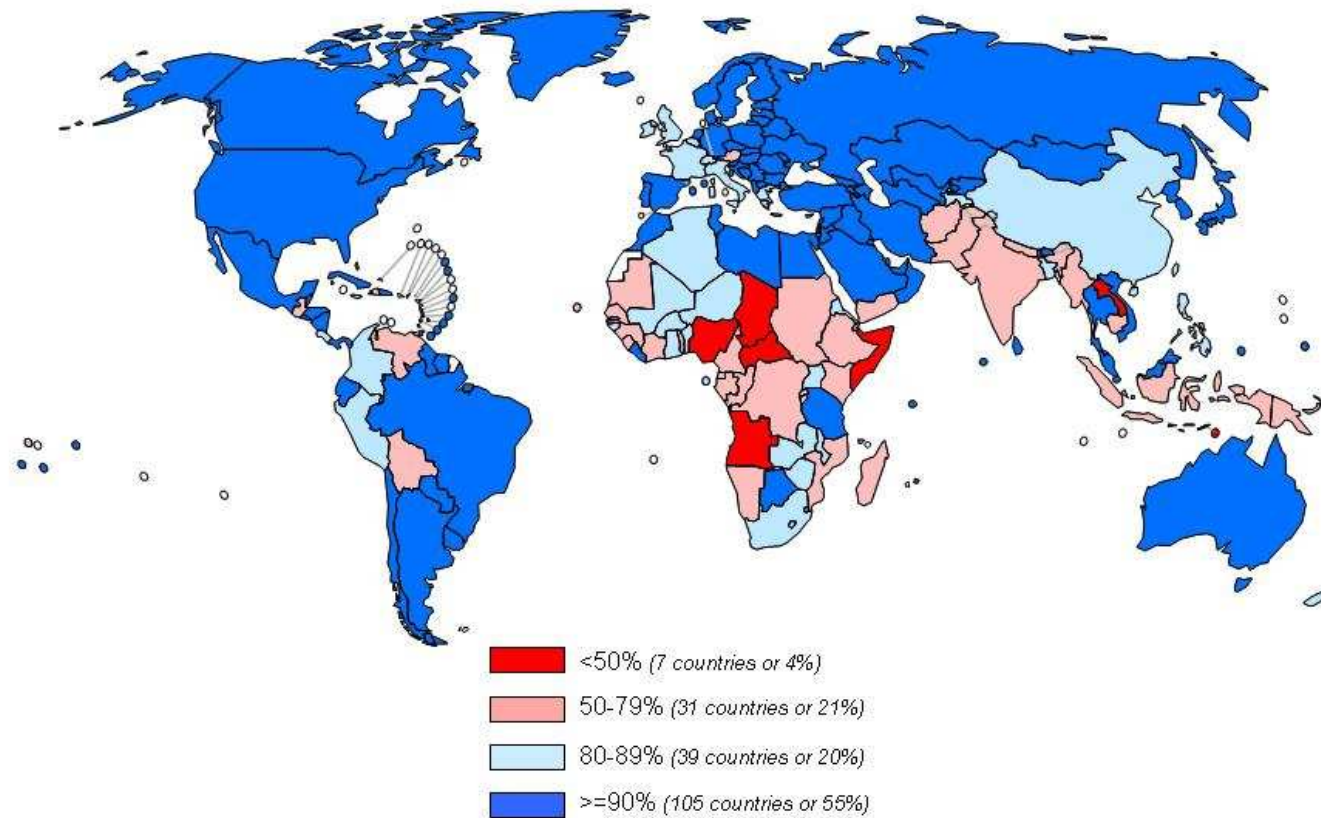 <50% (7 countries or 4%)
50-79% (31 countries or 21%)
80-89% (39 countries or 20%)
>=90% (105 countries or 55%)